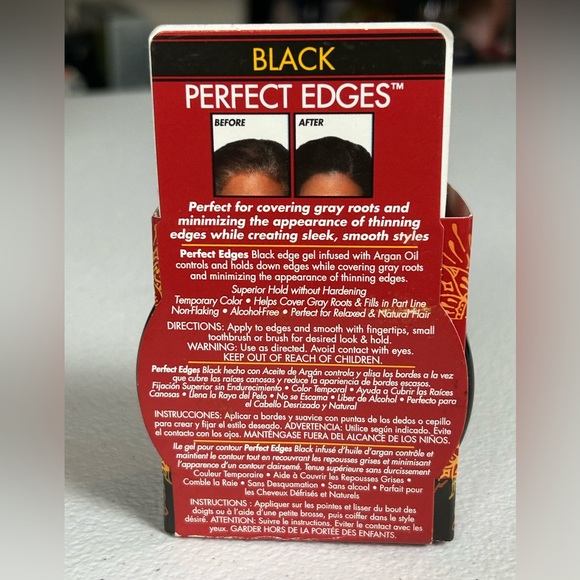 BLACK
PERFECT EDGES™
BEFORE
AFTER
Perfect for covering gray roots and
minimizing the appearance of thinning
edges while creating sleek, smooth styles
Perfect Edges Black edge gel infused with Argan Oil
controls and holds down edges while covering gray roots
and minimizing the appearance of thinning edges.
Superior Hold without Hardening
Temporary Color • Helps Cover Gray Roots & Fills in Part Line
Non-Flaking • Alcohol-Free • Perfect for Relaxed & Natural Hair
DIRECTIONS: Apply to edges and smooth with fingertips, small
toothbrush or brush for desired look & hold.
WARNING: Use as directed. Avoid contact with eyes.
KEEP OUT OF REACH OF CHILDREN.
Perfect Edges Black hecho con Aceite de Argán controla y alisa los bordes a la vez
que cubre las raíces canosas y reduce la apariencia de bordes escasos.
Fijación Superior sin Endurecimiento • Color Temporal • Ayuda a Cubrir las Raíces
Canosas • Llena la Raya del Pelo • No se Escama • Liber de Alcohol • Perfecto para
el Cabello Desrizado y Natural
INSTRUCCIONES: Aplicar a bordes y suavice con puntas de los dedos o cepillo
para crear y fijar el estilo deseado. ADVERTENCIA: Utilice según indicado. Evite
el contacto con los ojos. MANTÉNGASE FUERA DEL ALCANCE DE LOS NIÑOS.
ILe gel pour contour Perfect Edges Black infusé d'huile d'argan contrôle et
maintient le contour tout en recouvrant les repousses grises et minimisant
l'apparence d'un contour clairsemé. Tenue supérieure sans durcissement
Couleur Temporaire • Aide à Couvrir les Repousses Grises •
Comble la Raie • Sans Desquamation • Sans alcool • Parfait pour
les Cheveux Défrisés et Naturels
INSTRUCTIONS : Appliquer sur les pointes et lisser du bout des
doigts ou à l'aide d'une petite brosse, puis coiffer dans le style
désiré. ATTENTION: Suivre le instructions. Eviter le contact avec les
yeux. GARDER HORS DE LA PORTÉE DES ENFANTS.